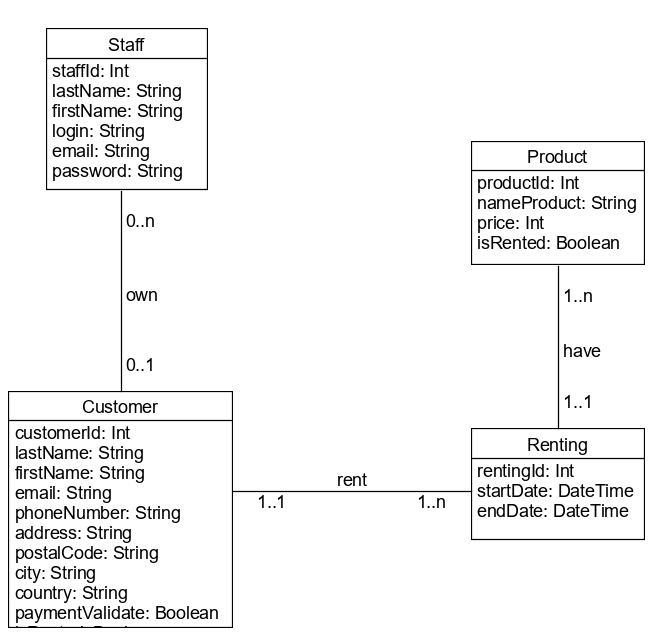 Staff
staffId: Int
lastName: String
firstName: String
login: String
email: String
password: String
0..n
own
0..1
Customer
customerId: Int
lastName: String
firstName: String
email: String
phoneNumber: String
address: String
postalCode: String
city: String
country: String
paymentValidate: Boolean
rent
1..1
1..n
Product
productId: Int
nameProduct: String
price: Int
isRented: Boolean
1..n
have
1..1
Renting
rentingId: Int
startDate: DateTime
endDate: DateTime